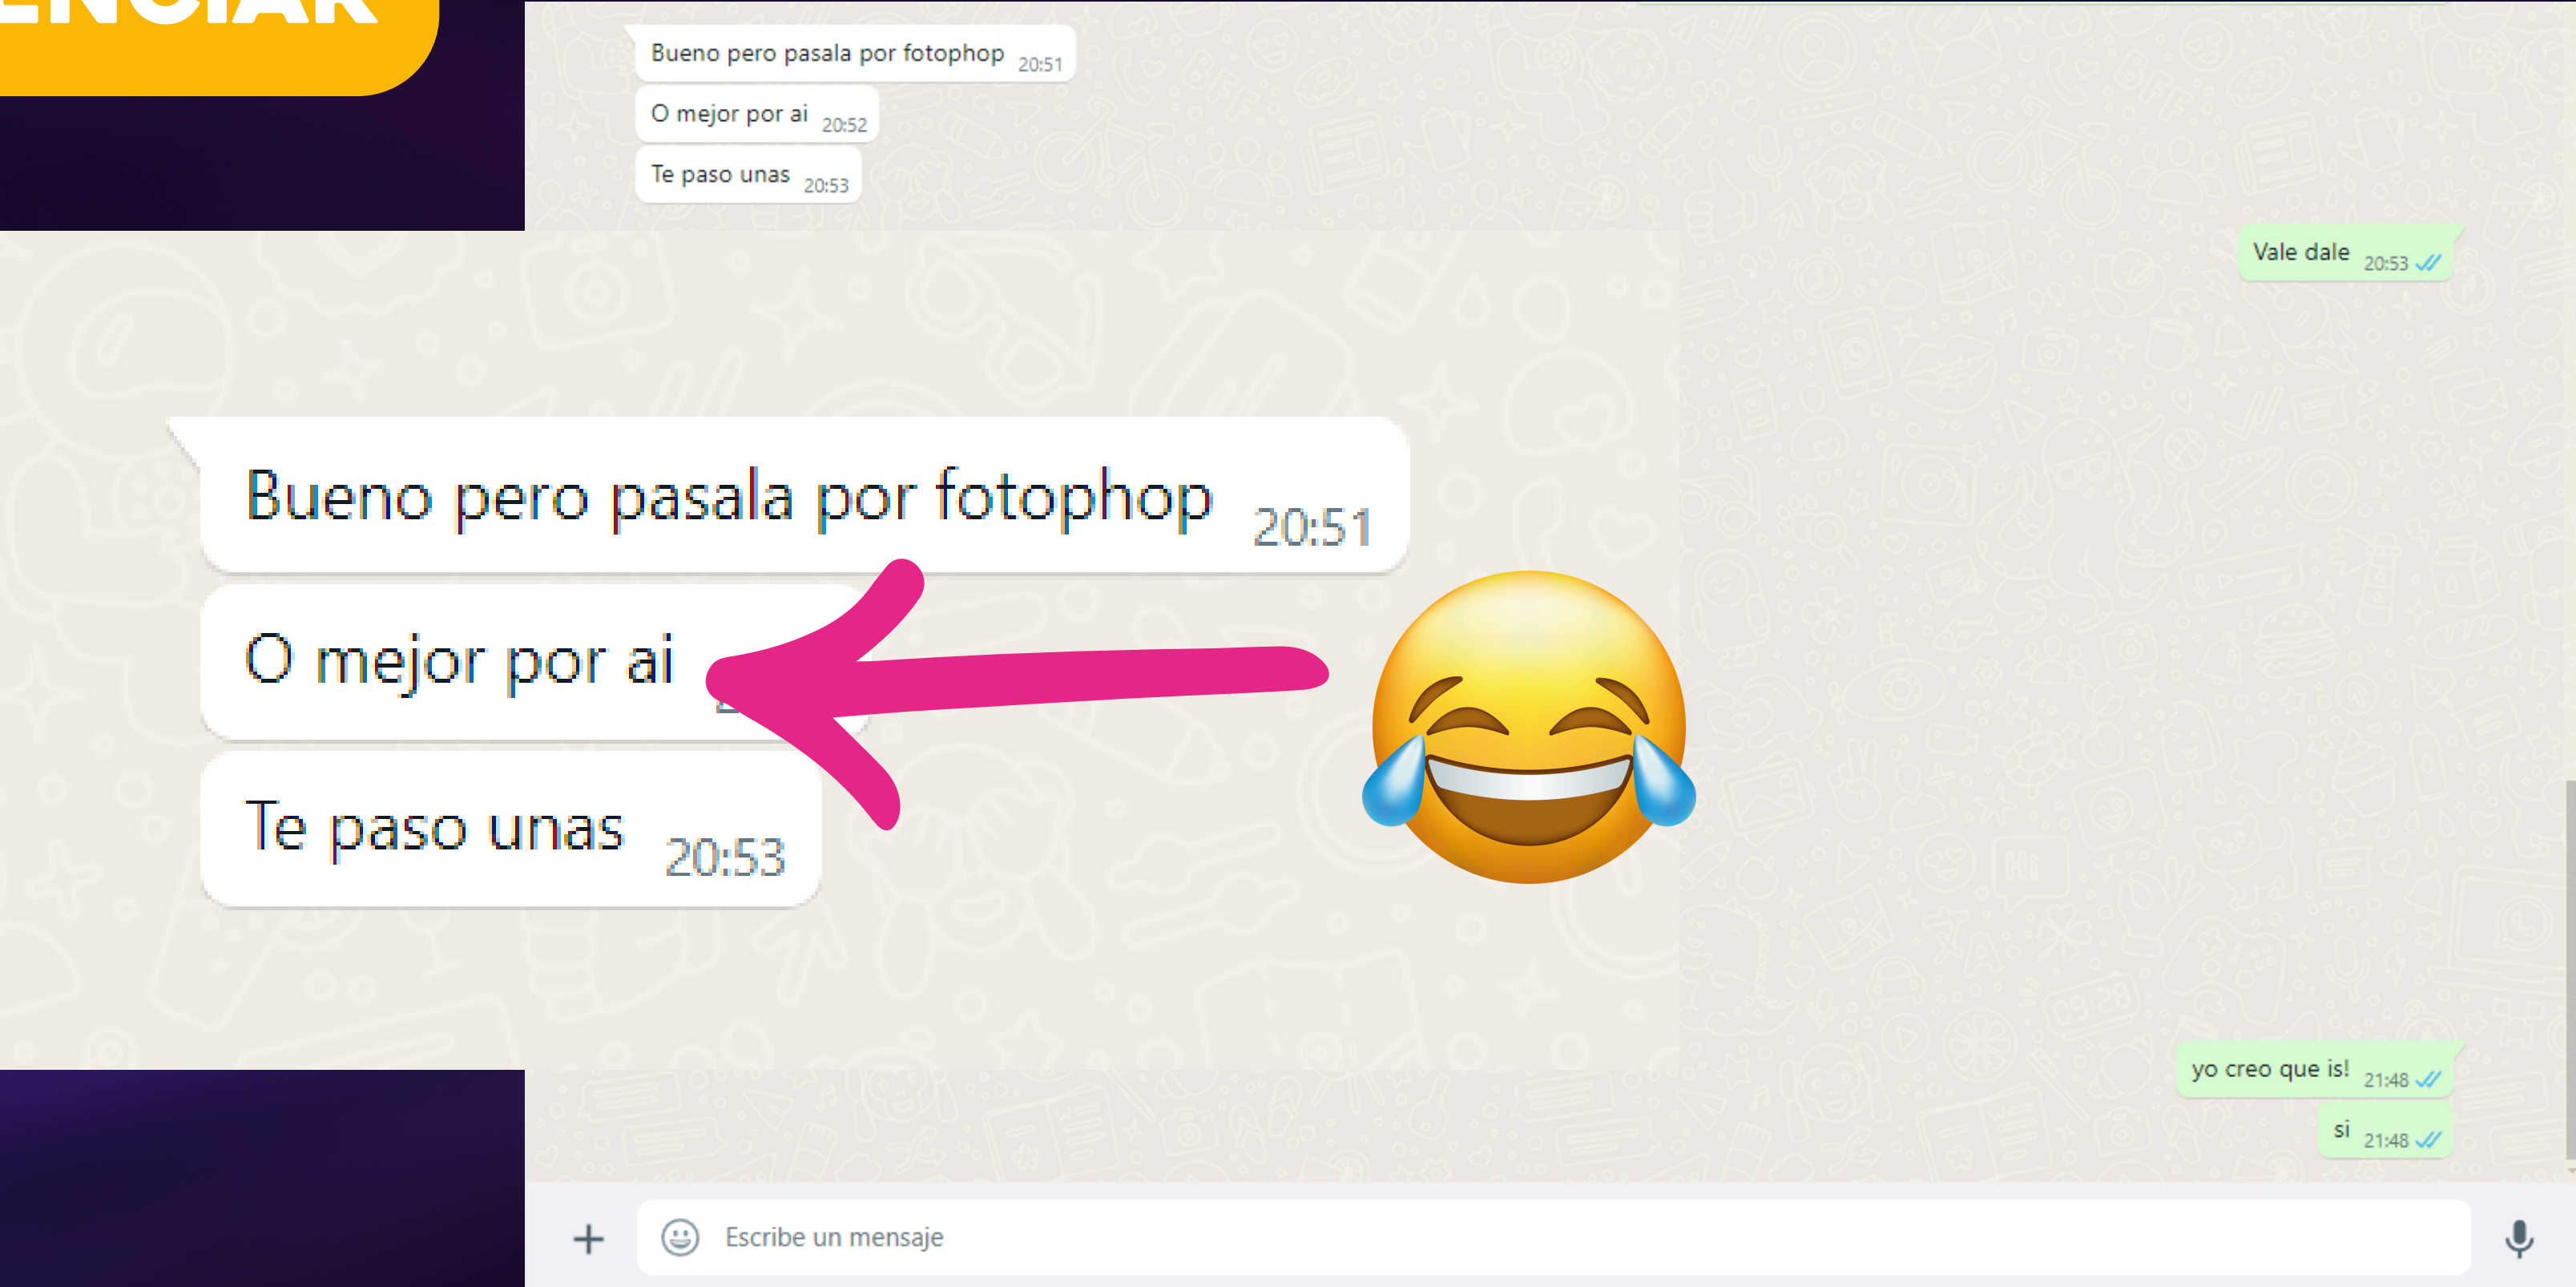 Bueno pero pasala por fotophop 20:51
O mejor por ai 20:52
Te paso unas 20:53
Vale dale 20:53
Bueno pero pasala por fotophop 20:51
O mejor por ai
Te paso unas 20:53
yo creo que is! 21:48
si 21:48
Escribe un mensaje